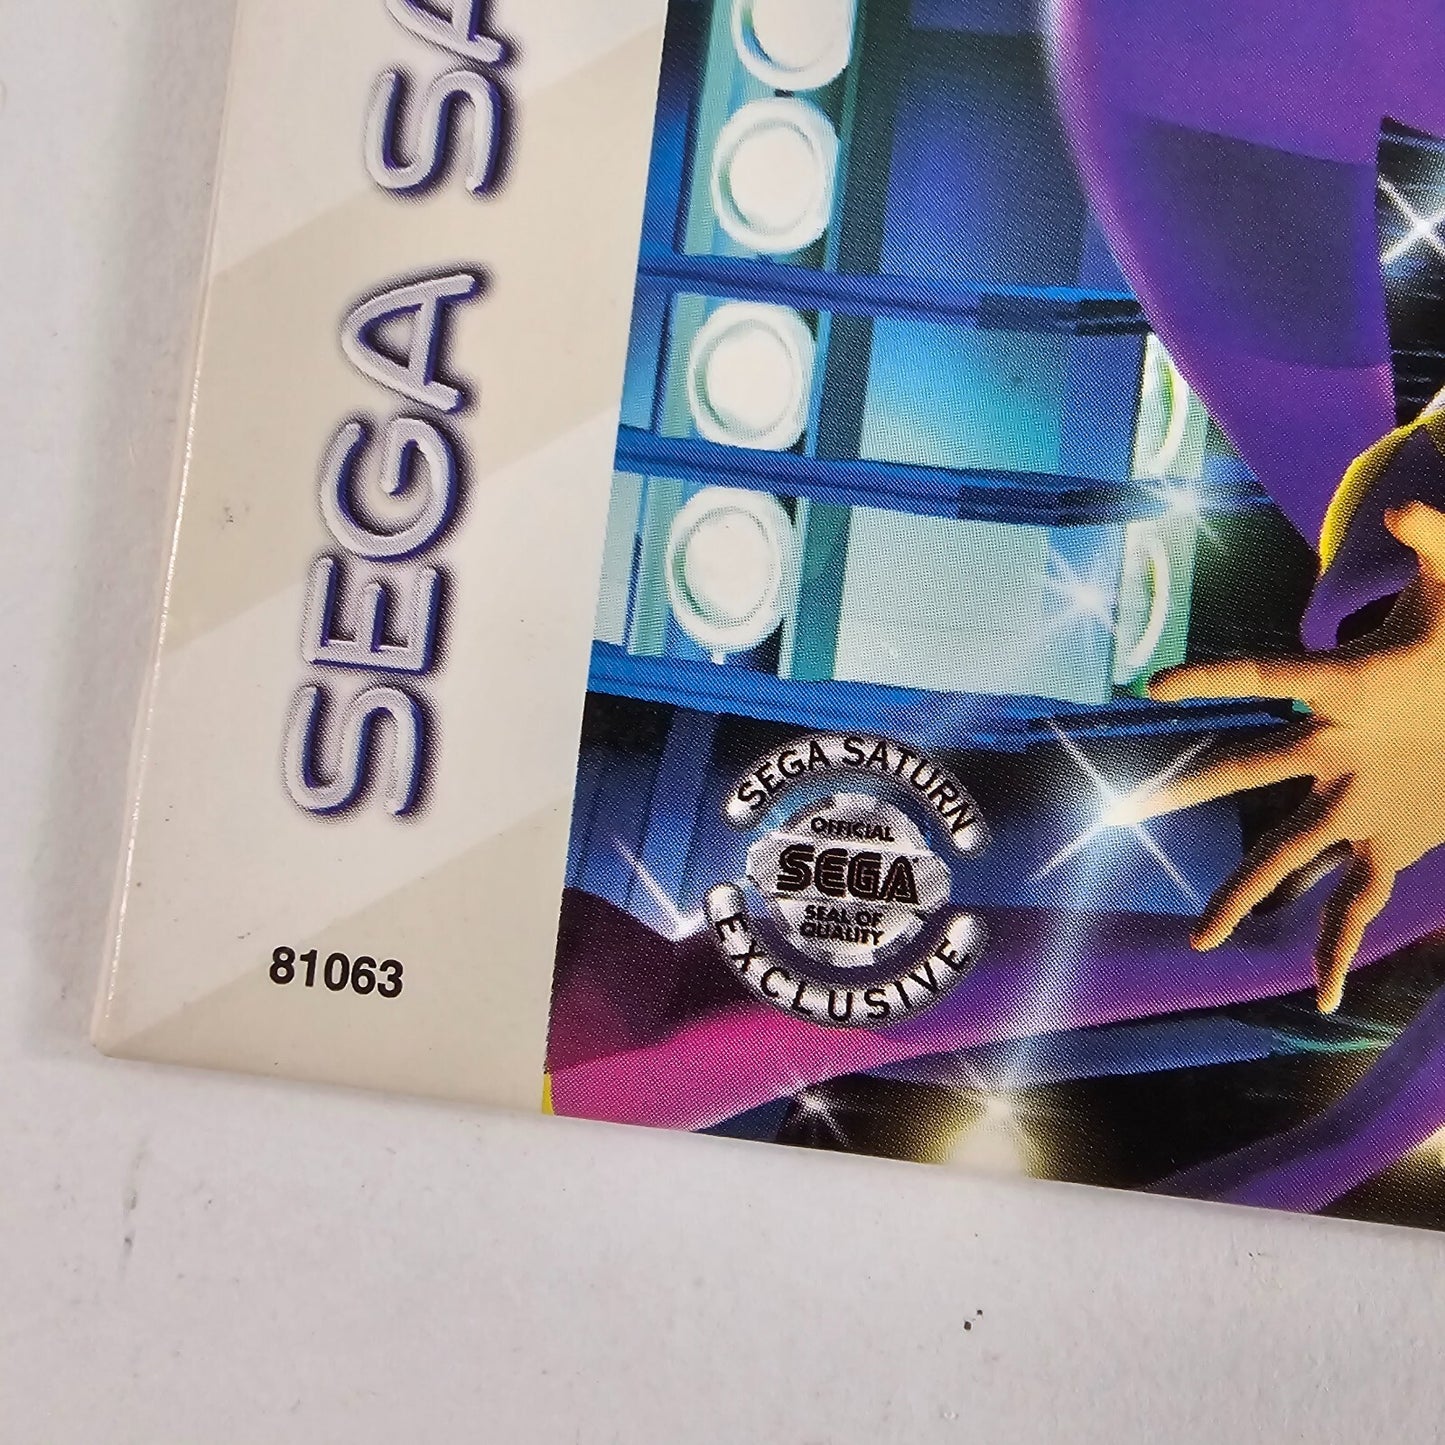 SEGA SA
81063
SEGA SATURN
OFFICIAL
SEGA
SEAL OF
QUALITY
EXCLUSIVE